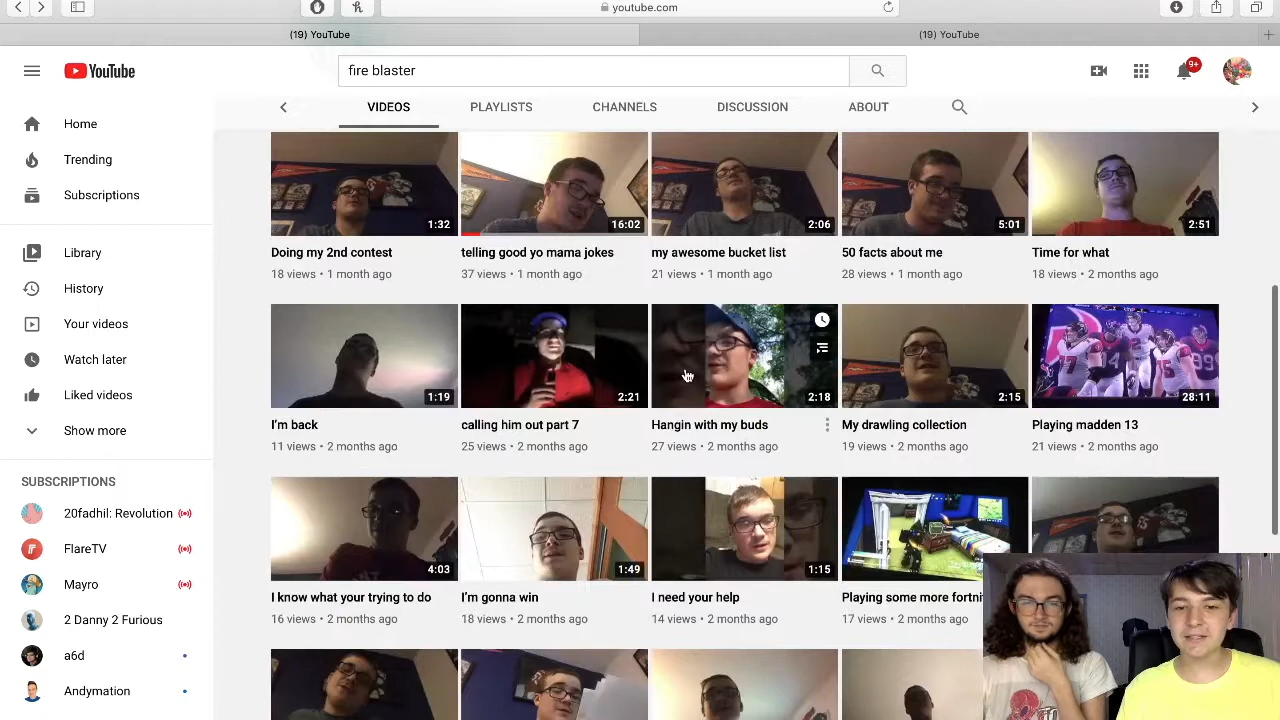 youtube.com
(19) YouTube
(19) YouTube
YouTube
fire blaster
9+
VIDEOS
PLAYLISTS
CHANNELS
DISCUSSION
ABOUT
Home
Trending
Subscriptions
Library
History
Your videos
Watch later
Liked videos
Show more
SUBSCRIPTIONS
20fadhil: Revolution
FlareTV
Mayro
2 Danny 2 Furious
a6d
Andymation
1:32
16:02
2:06
5:01
2:51
Doing my 2nd contest
telling good yo mama jokes
my awesome bucket list
50 facts about me
Time for what
18 views • 1 month ago
37 views • 1 month ago
21 views • 1 month ago
28 views • 1 month ago
18 views • 2 months ago
1:19
2:21
2:18
2:15
28:11
I'm back
calling him out part 7
Hangin with my buds
My drawling collection
Playing madden 13
11 views • 2 months ago
25 views • 2 months ago
27 views • 2 months ago
19 views • 2 months ago
21 views • 2 months ago
4:03
1:49
1:15
I know what your trying to do
I'm gonna win
I need your help
Playing some more fortni
16 views • 2 months ago
18 views • 2 months ago
14 views • 2 months ago
17 views • 2 months ago